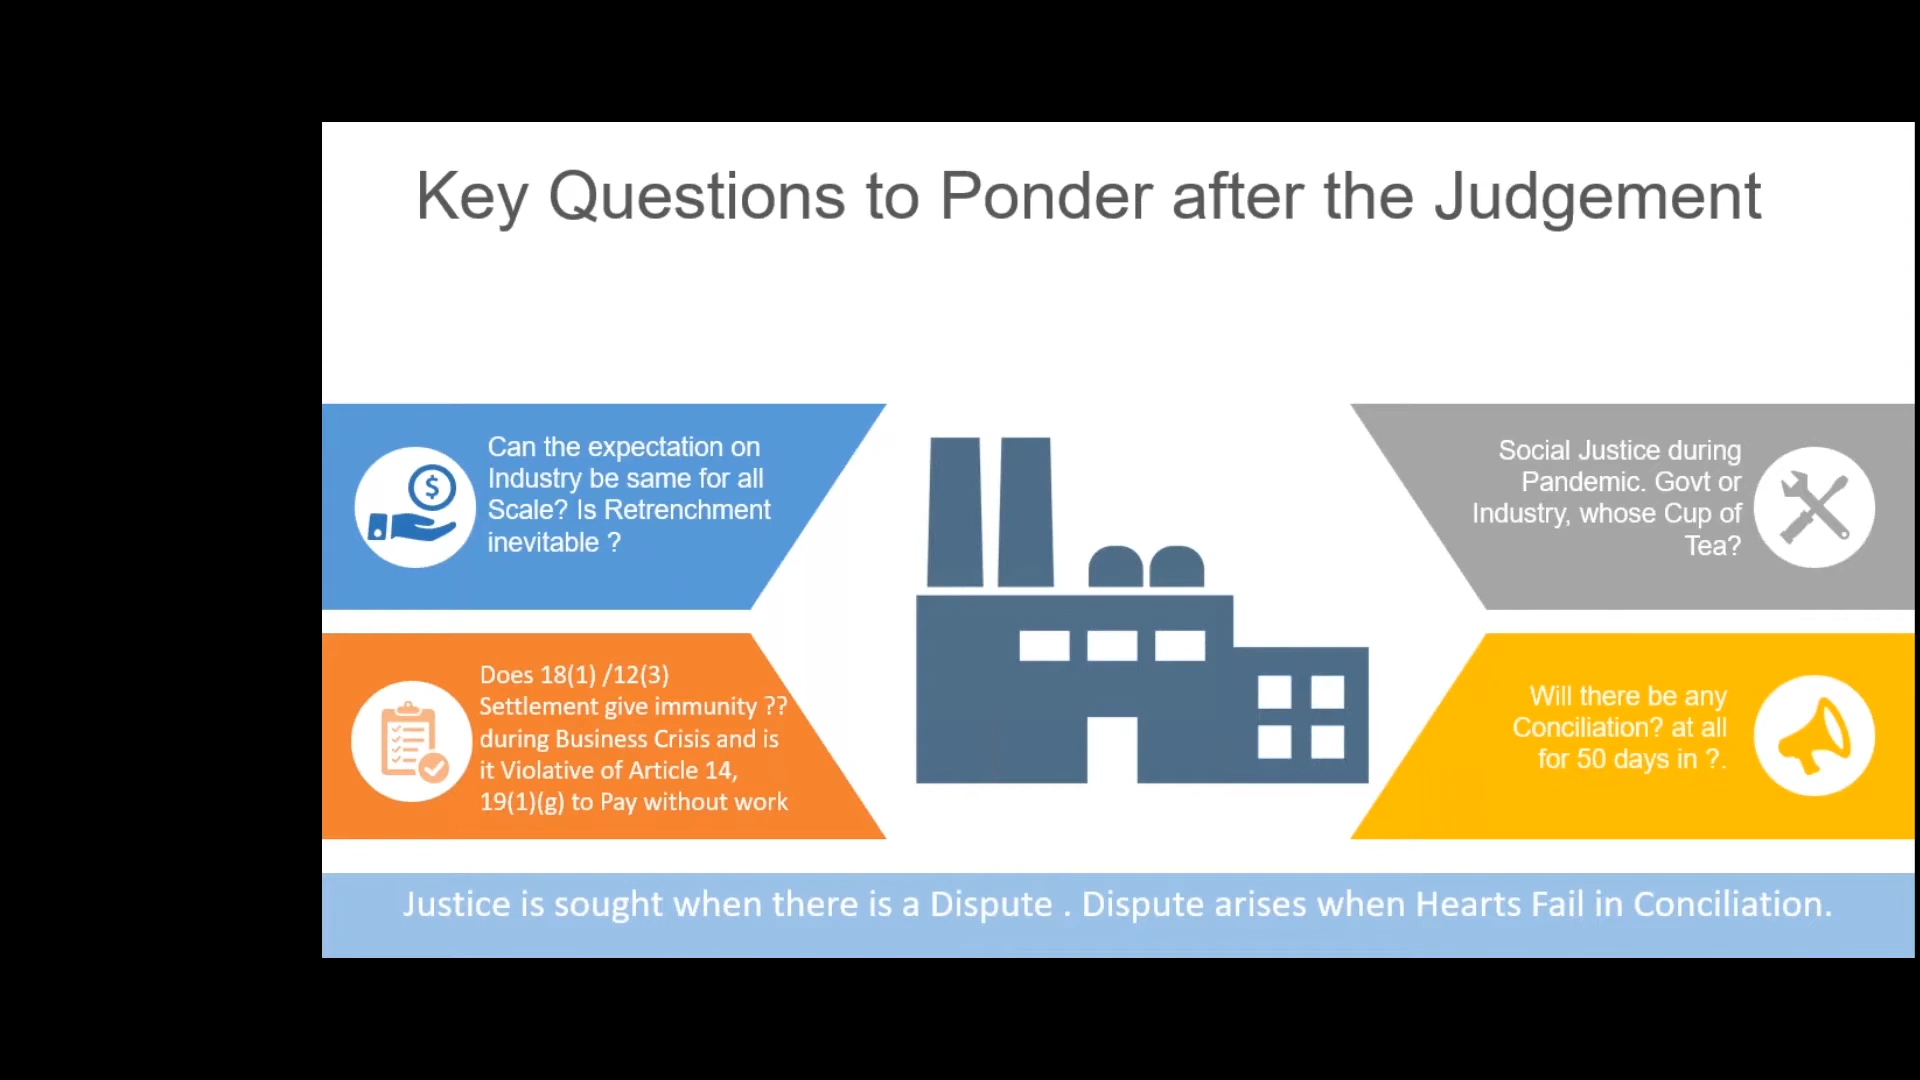 Key Questions to Ponder after the Judgement
Can the expectation on
Industry be same for all
Scale? Is Retrenchment
inevitable ?
Social Justice during
Pandemic. Govt or
Industry, whose Cup of
Tea?
Does 18(1) /12(3)
Settlement give immunity ??
during Business Crisis and is
it Violative of Article 14,
19(1)(g) to Pay without work
Will there be any
Conciliation? at all
for 50 days in ?.
Justice is sought when there is a Dispute . Dispute arises when Hearts Fail in Conciliation.